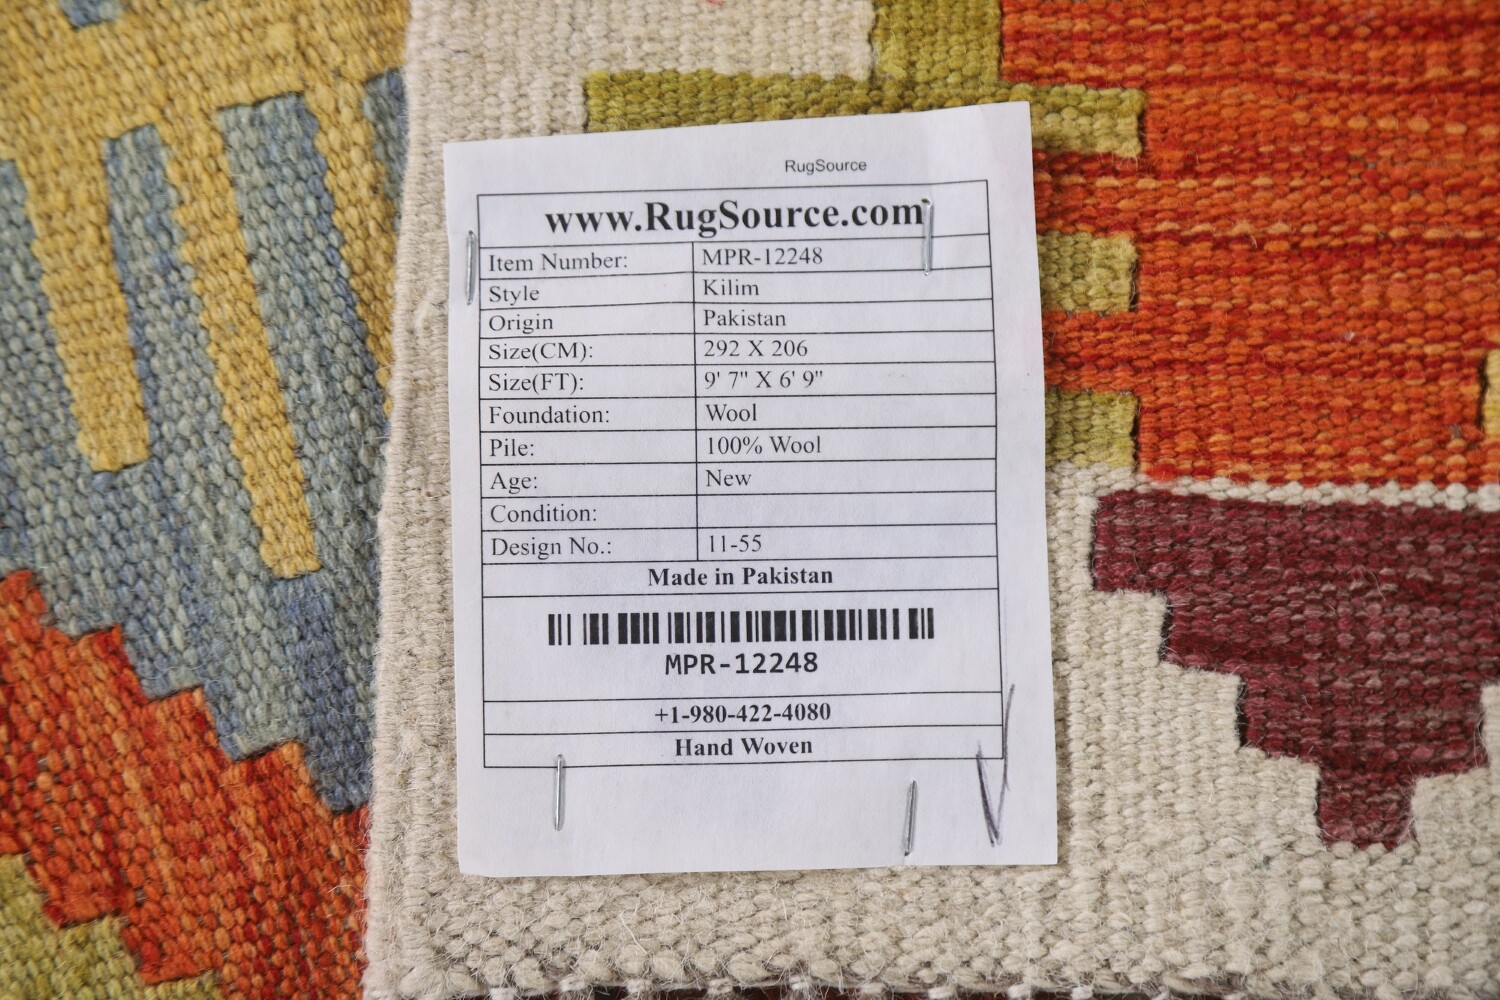 RugSource
www.RugSource.com
Item Number: MPR-12248
Style Kilim
Origin Pakistan
Size(CM): 292 X 206
Size(FT): 9' 7" X 6' 9"
Foundation: Wool
Pile: 100% Wool
Age: New
Condition:
Design No.: 11-55
Made in Pakistan
MPR-12248
+1-980-422-4080
Hand Woven